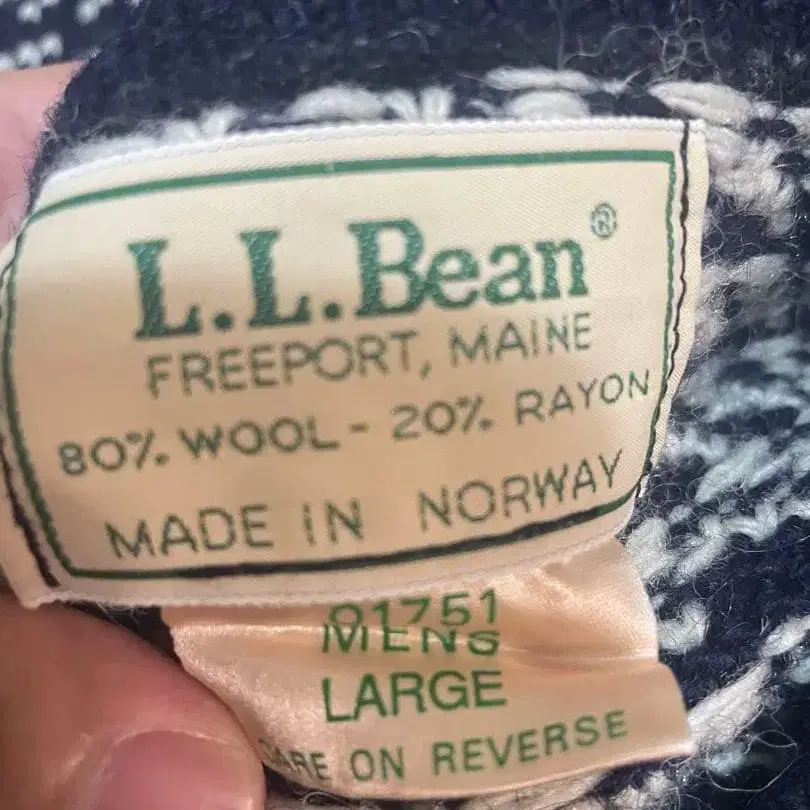 L.L.Bean®
FREEPORT, MAINE
80% WOOL - 20% RAYON
MADE IN NORWAY
01751
MENS
LARGE
CARE ON REVERSE